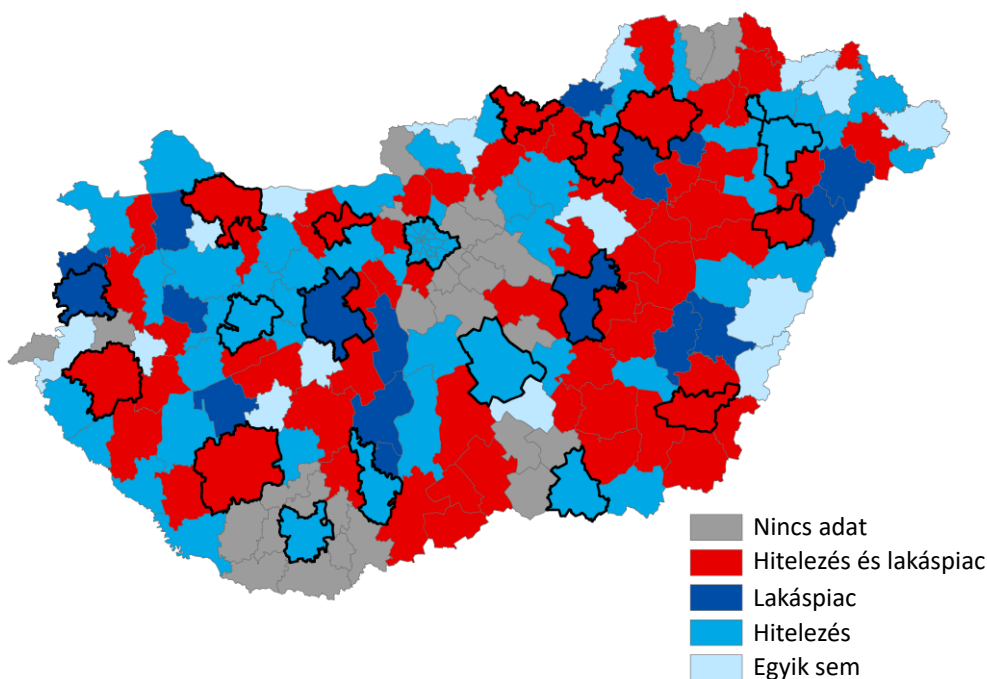 Nincs adat
Hitelezés és lakáspiac
Lakáspiac
Hitelezés
Egyik sem